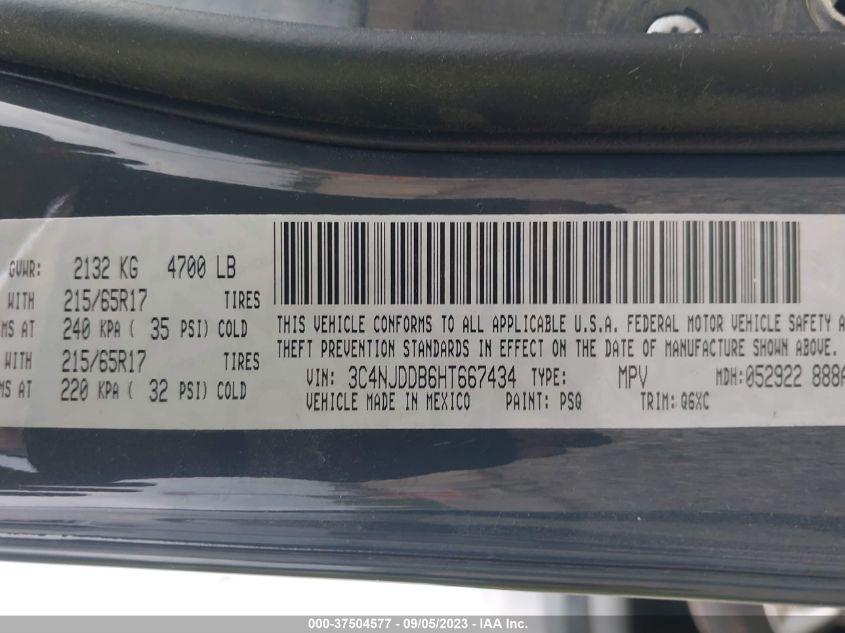 GVWR: 2132 KG 4700 LB
WITH 215/65R17 TIRES
MS AT 240 KPA ( 35 PSI) COLD
WITH 215/65R17 TIRES
MS AT 220 KPA ( 32 PSI) COLD
THIS VEHICLE CONFORMS TO ALL APPLICABLE U.S.A. FEDERAL MOTOR VEHICLE SAFETY A
THEFT PREVENTION STANDARDS IN EFFECT ON THE DATE OF MANUFACTURE SHOWN ABOVE.
VIN: 3C4NJDDB6HT667434 TYPE: MPV MDH:052922 888A
VEHICLE MADE IN MEXICO PAINT: PSQ TRIM: Q6XC
000-37504577 - 09/05/2023 - IAA Inc.